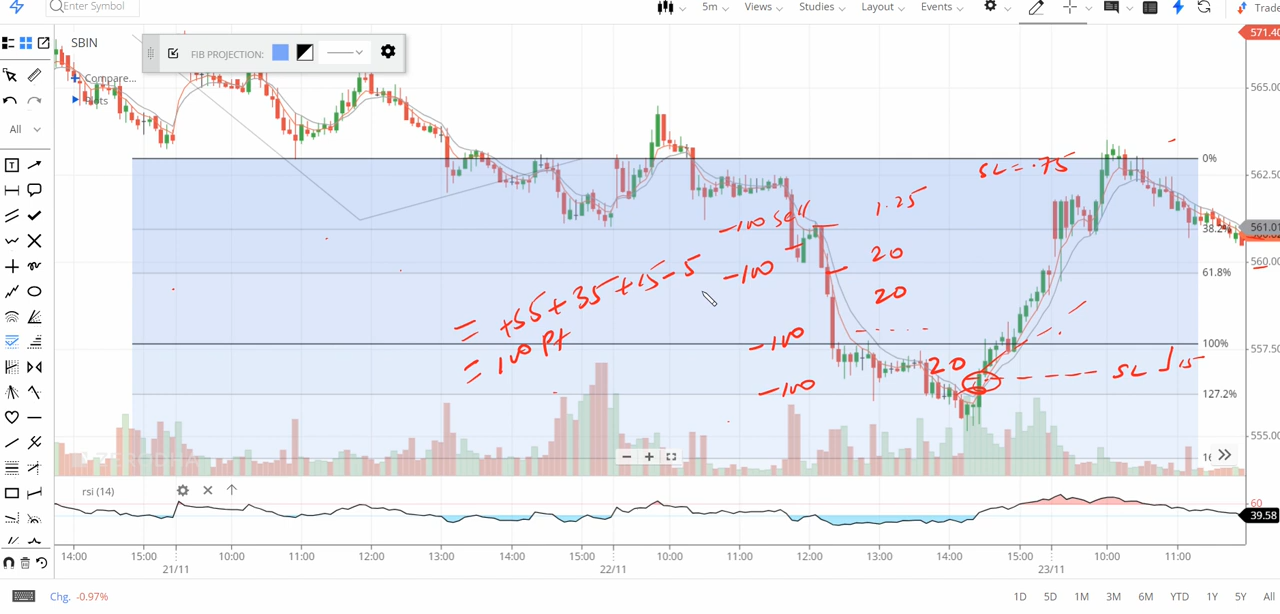 Enter Symbol
5m
Views
Studies
Layout
Events
Trade
SBIN
FIB PROJECTION:
571.40
Compare...
Plots
All
565.00
0%
SL = .75
562.50
-100 Sell
1.25
561.01
38.2%
20
560.00
61.8%
-100
= +55 + 35 + 15 - 5
20
= 100 Pt
-100
100%
557.50
20
SL
15
-100
127.2%
555.00
rsi (14)
60
39.58
14:00
15:00
10:00
11:00
12:00
13:00
14:00
15:00
10:00
11:00
12:00
13:00
14:00
15:00
10:00
11:00
21/11
22/11
23/11
Chg. -0.97%
1D
5D
1M
3M
6M
YTD
1Y
5Y
All